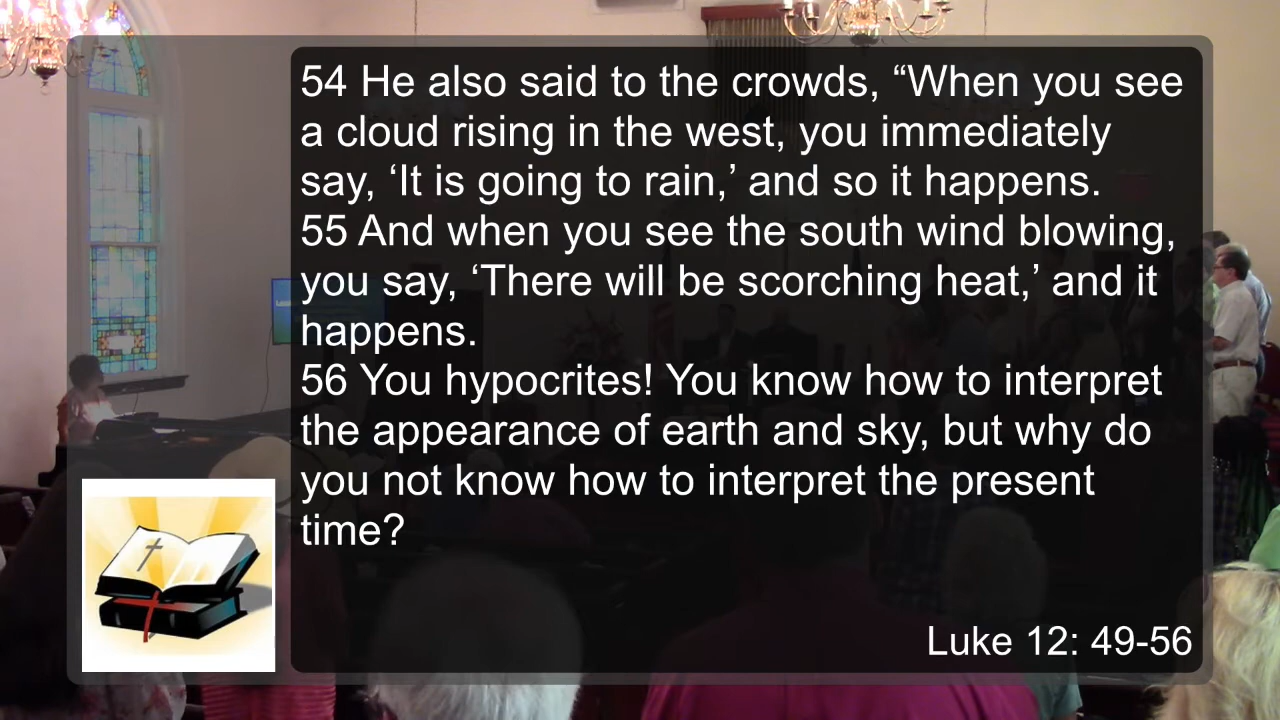 54 He also said to the crowds, “When you see
a cloud rising in the west, you immediately
say, ‘It is going to rain,’ and so it happens.
55 And when you see the south wind blowing,
you say, ‘There will be scorching heat,’ and it
happens.
56 You hypocrites! You know how to interpret
the appearance of earth and sky, but why do
you not know how to interpret the present
time?
Luke 12: 49-56